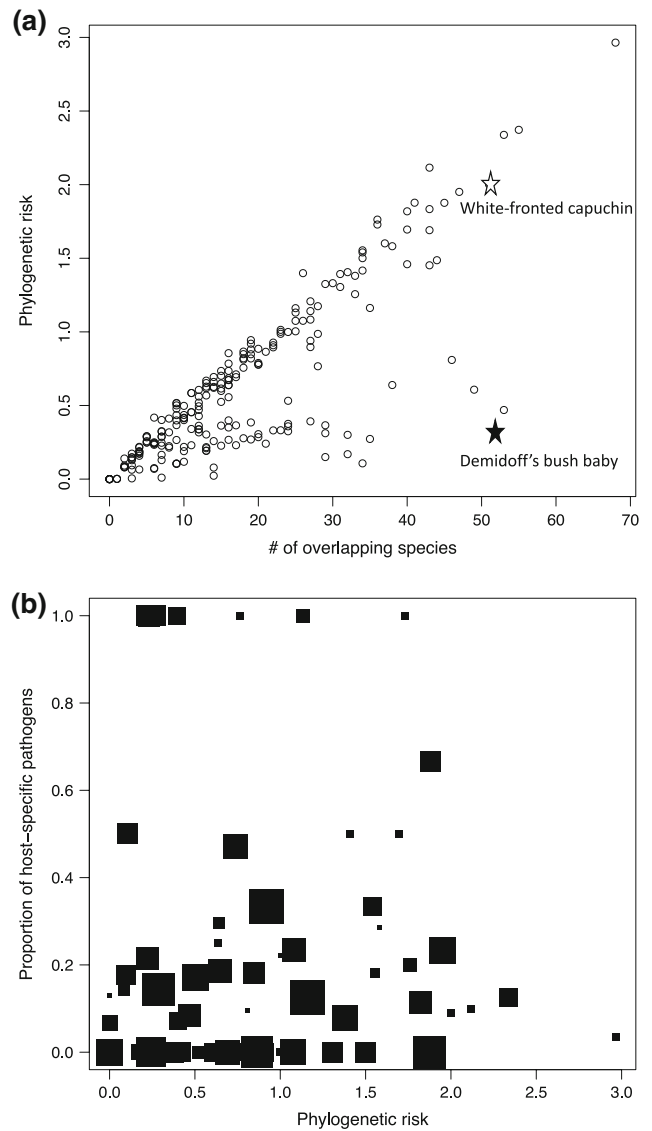 (a)
3.0
2.5
2.0
1.5
1.0
0.5
0.0
Phylogenetic risk
White-fronted capuchin
Demidoff's bush baby
0 10 20 30 40 50 60 70
# of overlapping species
(b)
1.0
0.8
0.6
0.4
0.2
0.0
Proportion of host−specific pathogens
0.0 0.5 1.0 1.5 2.0 2.5 3.0
Phylogenetic risk